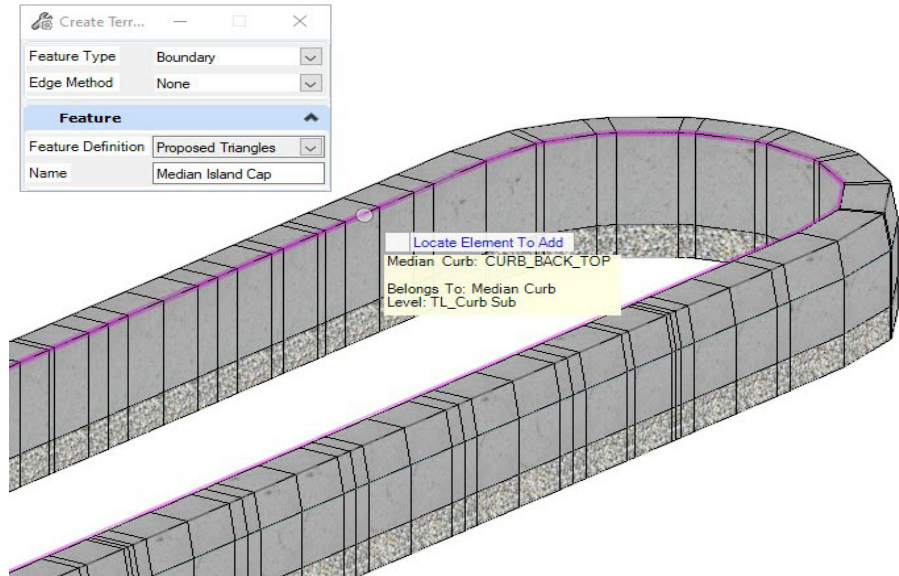 Create Terr...
Feature Type Boundary
Edge Method None
Feature
Feature Definition Proposed Triangles
Name Median Island Cap
Locate Element To Add
Median Curb: CURB_BACK_TOP
Belongs To: Median Curb
Level: TL_Curb Sub